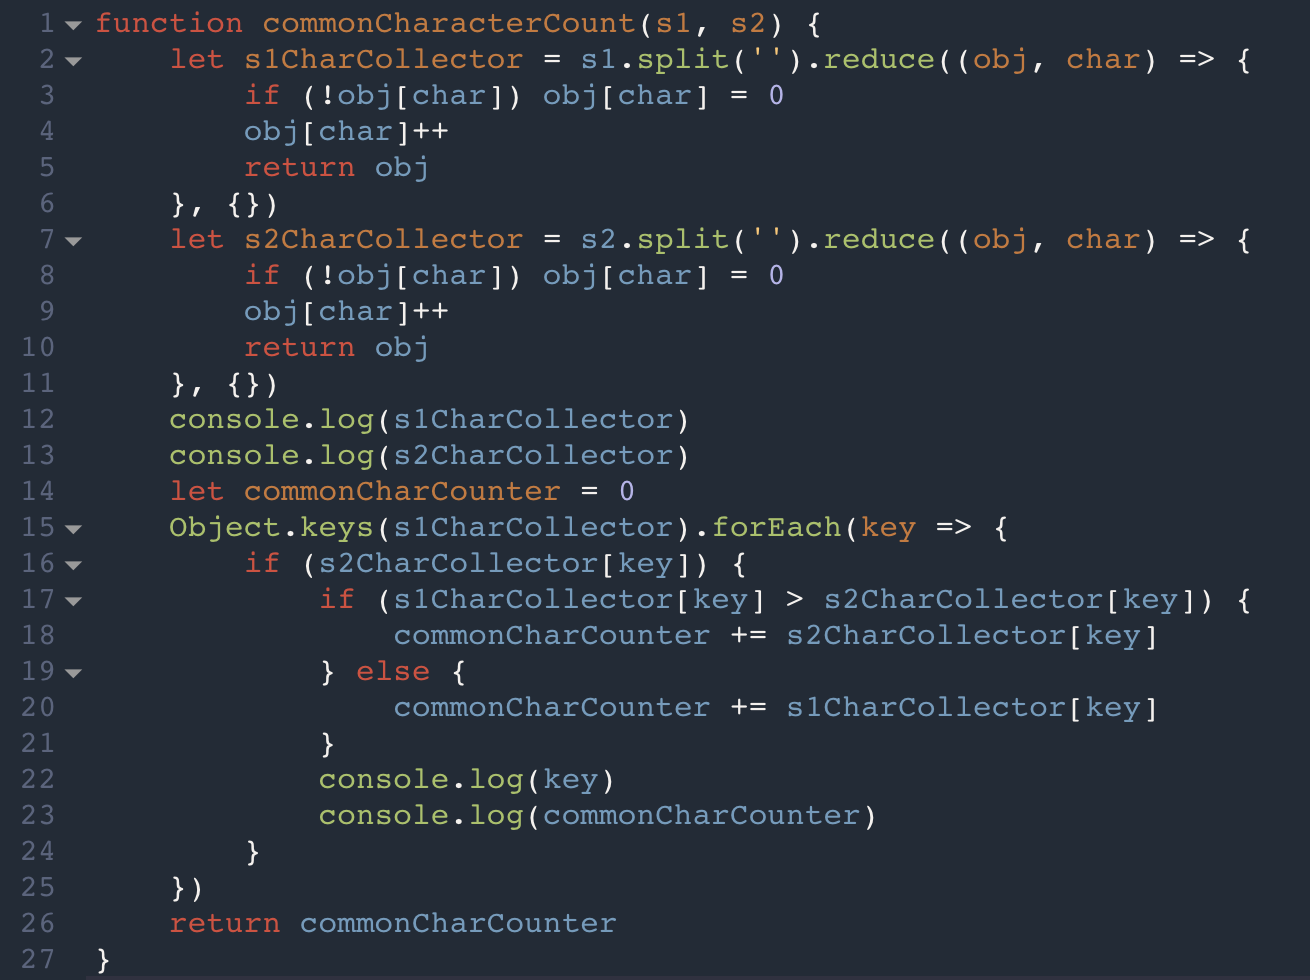 1 function commonCharacterCount(s1, s2) {
2     let s1CharCollector = s1.split('').reduce((obj, char) => {
3         if (!obj[char]) obj[char] = 0
4         obj[char]++
5         return obj
6     }, {})
7     let s2CharCollector = s2.split('').reduce((obj, char) => {
8         if (!obj[char]) obj[char] = 0
9         obj[char]++
10         return obj
11     }, {})
12     console.log(s1CharCollector)
13     console.log(s2CharCollector)
14     let commonCharCounter = 0
15     Object.keys(s1CharCollector).forEach(key => {
16         if (s2CharCollector[key]) {
17             if (s1CharCollector[key] > s2CharCollector[key]) {
18                 commonCharCounter += s2CharCollector[key]
19             } else {
20                 commonCharCounter += s1CharCollector[key]
21             }
22             console.log(key)
23             console.log(commonCharCounter)
24         }
25     })
26     return commonCharCounter
27 }